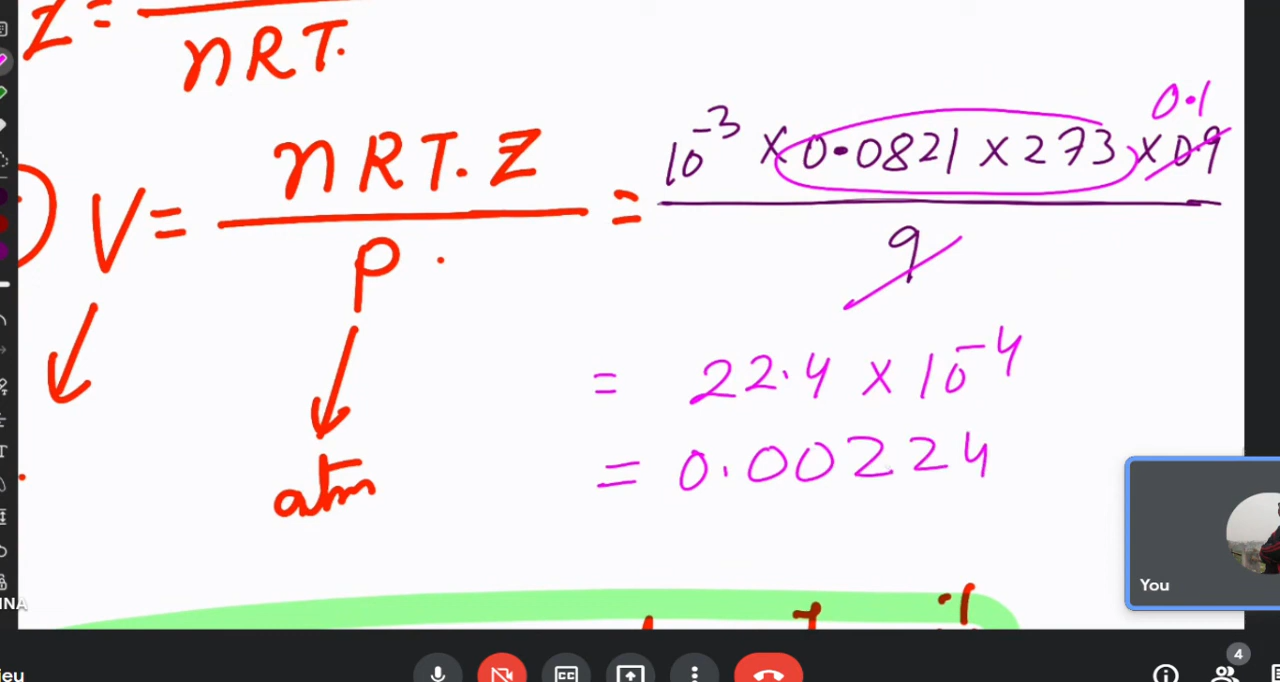 Z =
nRT.
V = nRT.Z / P. = 10⁻³ × 0.0821 × 273 × 0.9 / 9
0.1
= 22.4 × 10⁻⁴
= 0.00224
atm
You
4